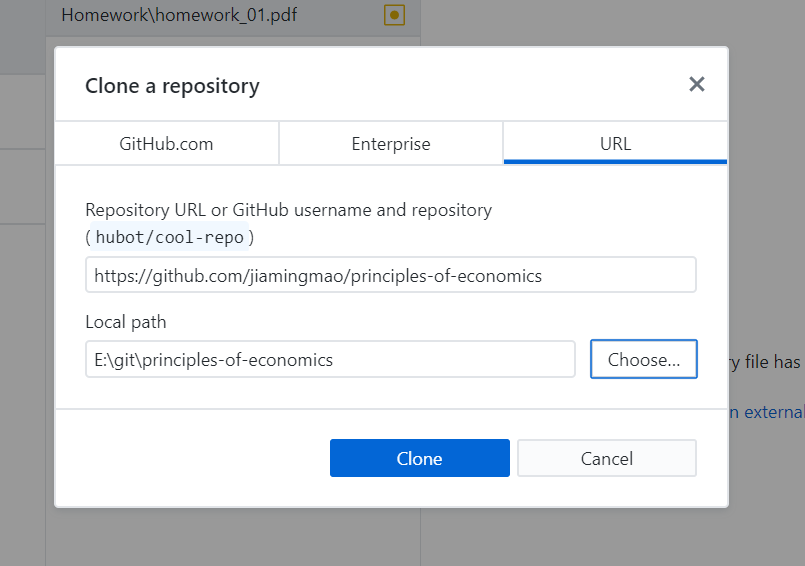 Homework\homework_01.pdf
Clone a repository
GitHub.com Enterprise URL
Repository URL or GitHub username and repository
(hubot/cool-repo)
https://github.com/jiamingmao/principles-of-economics
Local path
E:\git\principles-of-economics
Choose...
ry file has
n external
Clone Cancel